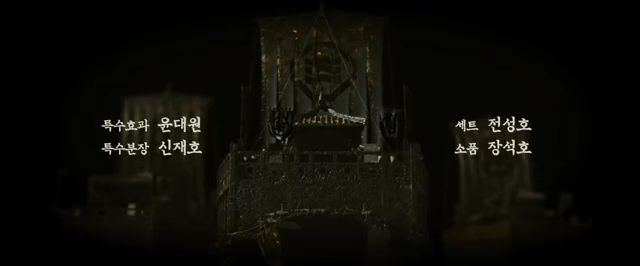 특수효과 윤대원
특수분장 신재호
세트 전성호
소품 장석호